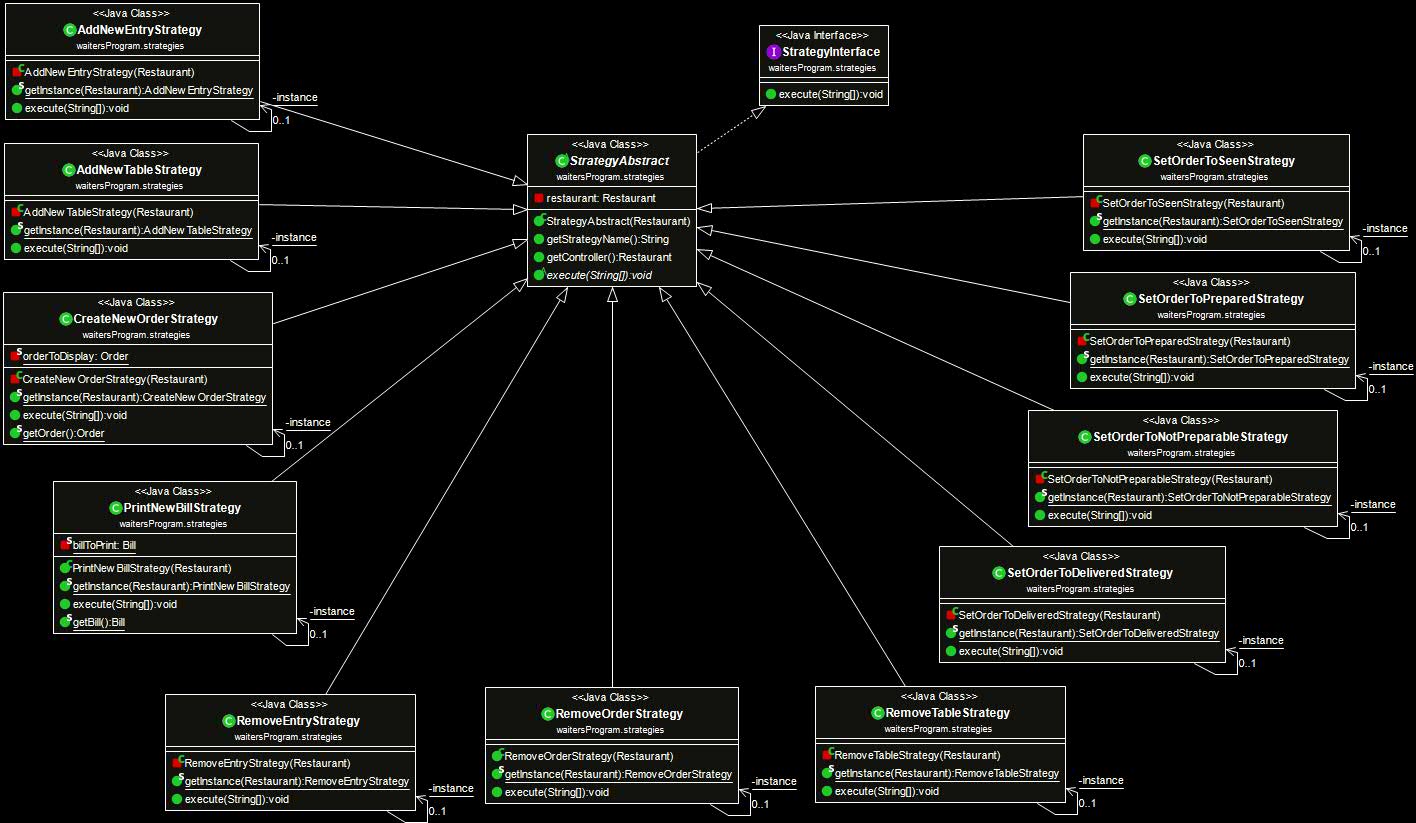 <<Java Class>>
AddNewEntryStrategy
waitersProgram.strategies
AddNewEntryStrategy(Restaurant)
getInstance(Restaurant):AddNewEntryStrategy
execute(String[]):void
-instance
0..1
<<Java Interface>>
StrategyInterface
waitersProgram.strategies
execute(String[]):void
<<Java Class>>
StrategyAbstract
waitersProgram.strategies
restaurant: Restaurant
StrategyAbstract(Restaurant)
getStrategyName():String
getController():Restaurant
execute(String[]):void
<<Java Class>>
AddNewTableStrategy
waitersProgram.strategies
AddNewTableStrategy(Restaurant)
getInstance(Restaurant):AddNewTableStrategy
execute(String[]):void
-instance
0..1
<<Java Class>>
SetOrderToSeenStrategy
waitersProgram.strategies
SetOrderToSeenStrategy(Restaurant)
getInstance(Restaurant):SetOrderToSeenStrategy
execute(String[]):void
-instance
0..1
<<Java Class>>
CreateNewOrderStrategy
waitersProgram.strategies
orderToDisplay: Order
CreateNewOrderStrategy(Restaurant)
getInstance(Restaurant):CreateNewOrderStrategy
execute(String[]):void
getOrder():Order
-instance
0..1
<<Java Class>>
SetOrderToPreparedStrategy
waitersProgram.strategies
SetOrderToPreparedStrategy(Restaurant)
getInstance(Restaurant):SetOrderToPreparedStrategy
execute(String[]):void
-instance
0..1
<<Java Class>>
SetOrderToNotPreparableStrategy
waitersProgram.strategies
SetOrderToNotPreparableStrategy(Restaurant)
getInstance(Restaurant):SetOrderToNotPreparableStrategy
execute(String[]):void
-instance
0..1
<<Java Class>>
PrintNewBillStrategy
waitersProgram.strategies
billToPrint: Bill
PrintNewBillStrategy(Restaurant)
getInstance(Restaurant):PrintNewBillStrategy
execute(String[]):void
getBill():Bill
-instance
0..1
<<Java Class>>
SetOrderToDeliveredStrategy
waitersProgram.strategies
SetOrderToDeliveredStrategy(Restaurant)
getInstance(Restaurant):SetOrderToDeliveredStrategy
execute(String[]):void
-instance
0..1
<<Java Class>>
RemoveEntryStrategy
waitersProgram.strategies
RemoveEntryStrategy(Restaurant)
getInstance(Restaurant):RemoveEntryStrategy
execute(String[]):void
-instance
0..1
<<Java Class>>
RemoveOrderStrategy
waitersProgram.strategies
RemoveOrderStrategy(Restaurant)
getInstance(Restaurant):RemoveOrderStrategy
execute(String[]):void
-instance
0..1
<<Java Class>>
RemoveTableStrategy
waitersProgram.strategies
RemoveTableStrategy(Restaurant)
getInstance(Restaurant):RemoveTableStrategy
execute(String[]):void
-instance
0..1